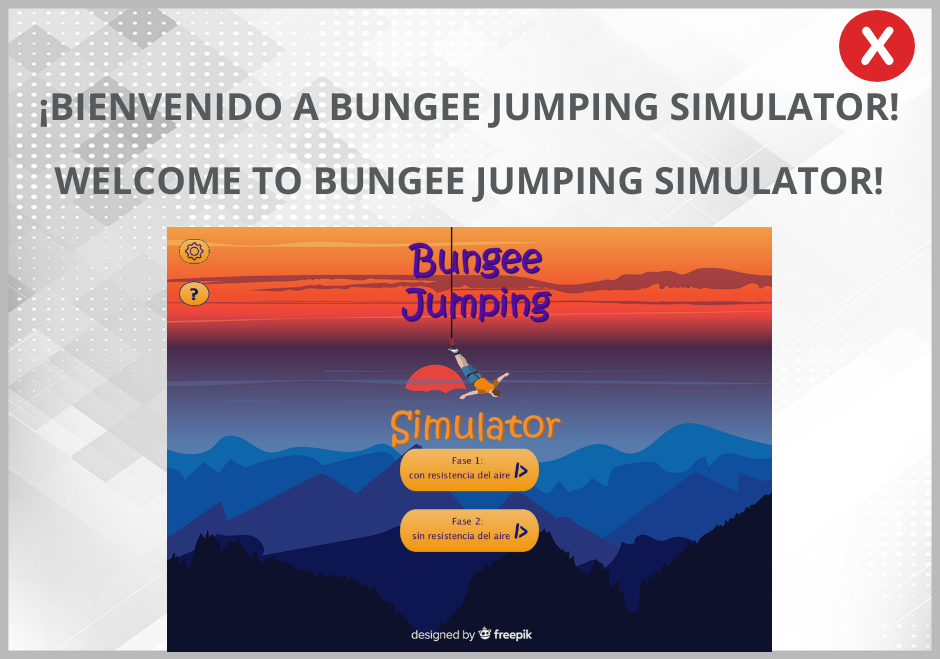 ¡BIENVENIDO A BUNGEE JUMPING SIMULATOR!
WELCOME TO BUNGEE JUMPING SIMULATOR!
Bungee
Jumping
?
Simulator
Fase 1:
con resistencia del aire
Fase 2:
sin resistencia del aire
designed by freepik